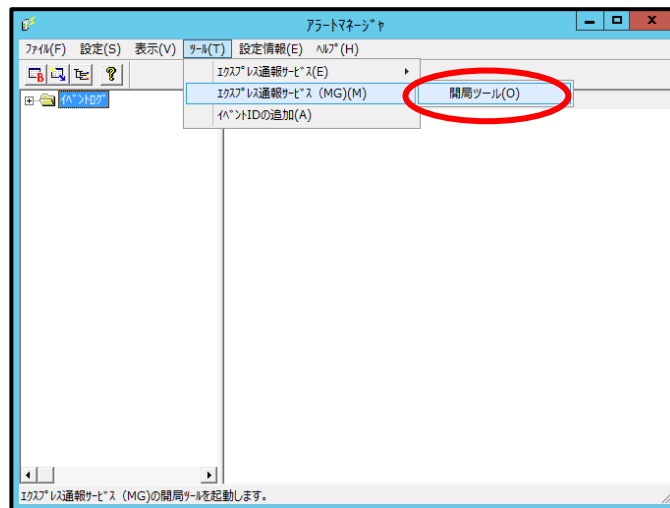 アラートマネージャ
ファイル(F) 設定(S) 表示(V) ツール(T) 設定情報(E) ヘルプ(H)
エクスプレス通報サービス(E)
イベントログ
エクスプレス通報サービス (MG)(M)
開局ツール(O)
イベントIDの追加(A)
エクスプレス通報サービス (MG)の開局ツールを起動します。